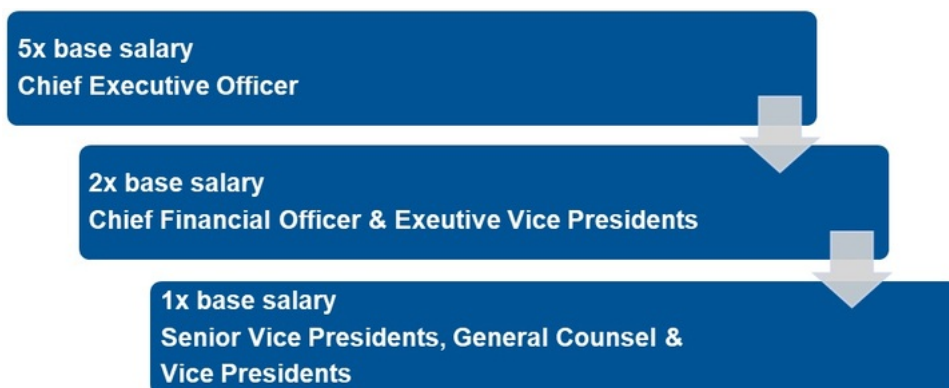 5x base salary
Chief Executive Officer
2x base salary
Chief Financial Officer & Exeutive Vice Presidents
1x base salary
Senior Vice Presidents, General Counsel &
Vice Presidents